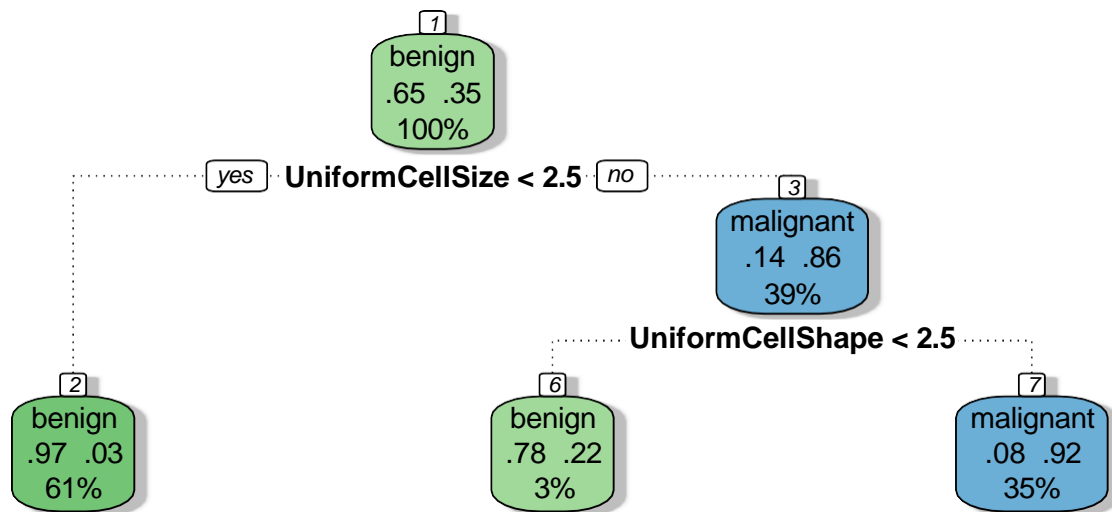 1
benign
.65 .35
100%
yes UniformCellSize < 2.5 no
3
malignant
.14 .86
39%
UniformCellShape < 2.5
2
benign
.97 .03
61%
6
benign
.78 .22
3%
7
malignant
.08 .92
35%